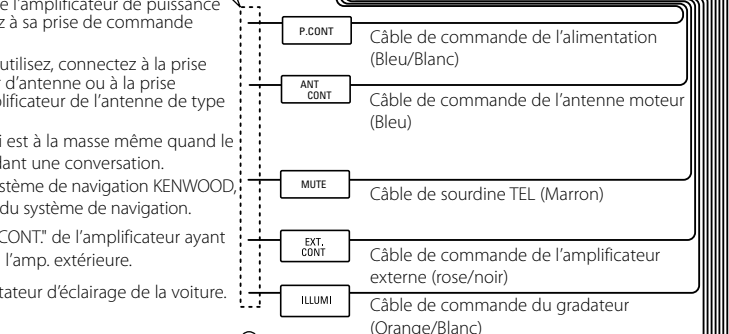 e l'amplificateur de puissance
z à sa prise de commande
P.CONT
Câble de commande de l'alimentation
(Bleu/Blanc)
utilisez, connectez à la prise
d'antenne ou à la prise
lificateur de l'antenne de type
ANT
CONT
Câble de commande de l'antenne moteur
(Bleu)
i est à la masse même quand le
dant une conversation.
stème de navigation KENWOOD,
du système de navigation.
MUTE
Câble de sourdine TEL (Marron)
CONT." de l'amplificateur ayant
l'amp. extérieure.
EXT.
CONT
Câble de commande de l'amplificateur
externe (rose/noir)
tateur d'éclairage de la voiture.
ILLUMI
Câble de commande du gradateur
(Orange/Blanc)